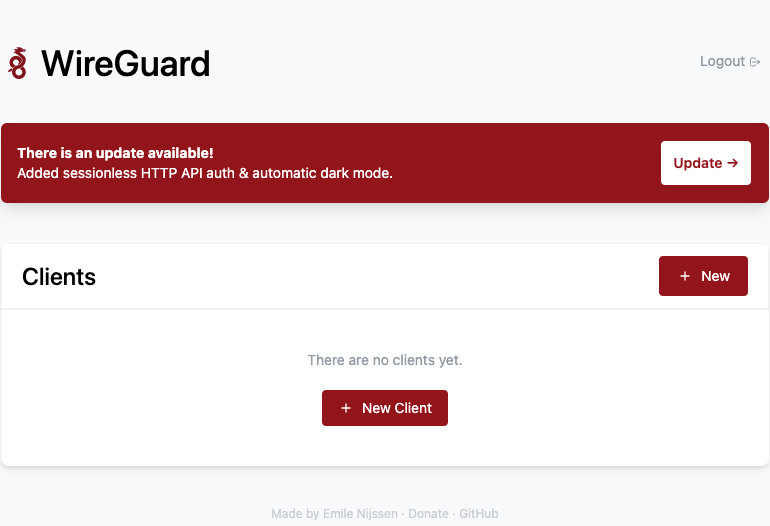 WireGuard
Logout
There is an update available!
Added sessionless HTTP API auth & automatic dark mode.
Update →
Clients
+ New
There are no clients yet.
+ New Client
Made by Emile Nijssen · Donate · GitHub